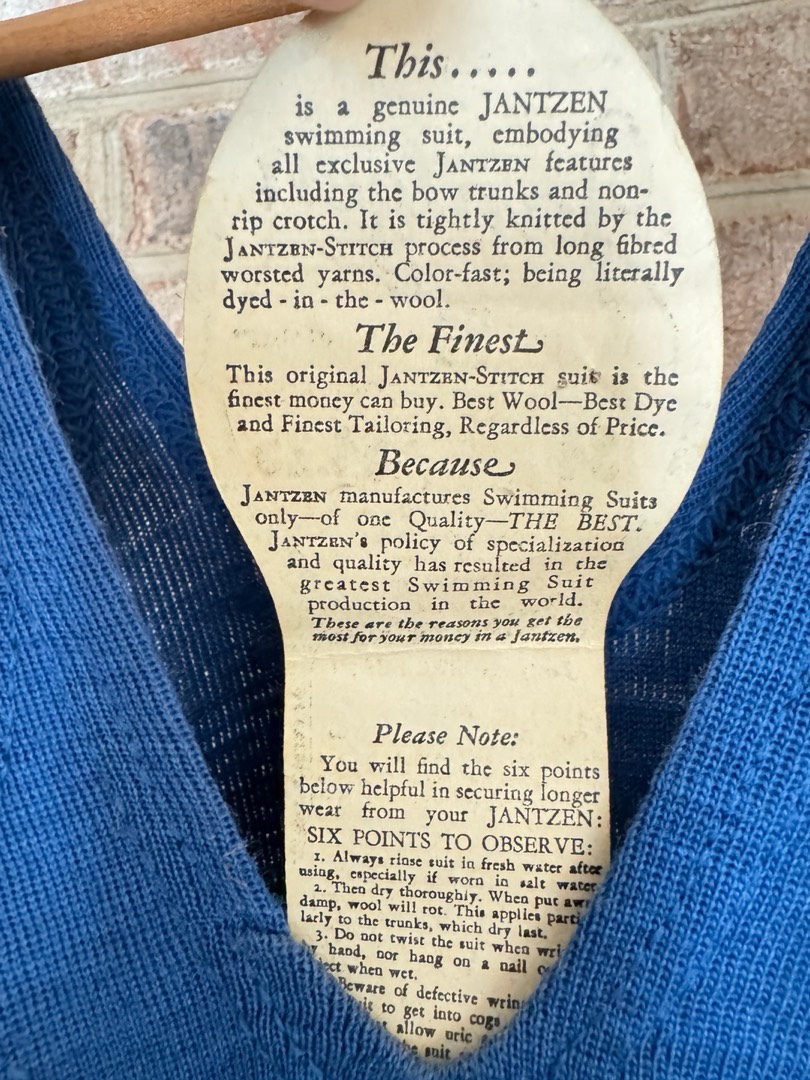 This.....
is a genuine JANTZEN
swimming suit, embodying
all exclusive JANTZEN features
including the bow trunks and non-
rip crotch. It is tightly knitted by the
JANTZEN-STITCH process from long fibred
worsted yarns. Color-fast; being literally
dyed - in - the - wool.
The Finest
This original JANTZEN-STITCH suit is the
finest money can buy. Best Wool—Best Dye
and Finest Tailoring, Regardless of Price.
Because
JANTZEN manufactures Swimming Suits
only—of one Quality—THE BEST.
JANTZEN'S policy of specialization
and quality has resulted in the
greatest Swimming Suit
production in the world.
These are the reasons you get the
most for your money in a Jantzen.
Please Note:
You will find the six points
below helpful in securing longer
wear from your JANTZEN:
SIX POINTS TO OBSERVE:
1. Always rinse suit in fresh water after
using, especially if worn in salt water
2. Then dry thoroughly. When put
damp, wool will rot. This applies
larly to the trunks, which dry last.
3. Do not twist the suit when
hand, nor hang on a nail
when wet.
Beware of defective
to get into cogs
allow uric
suit